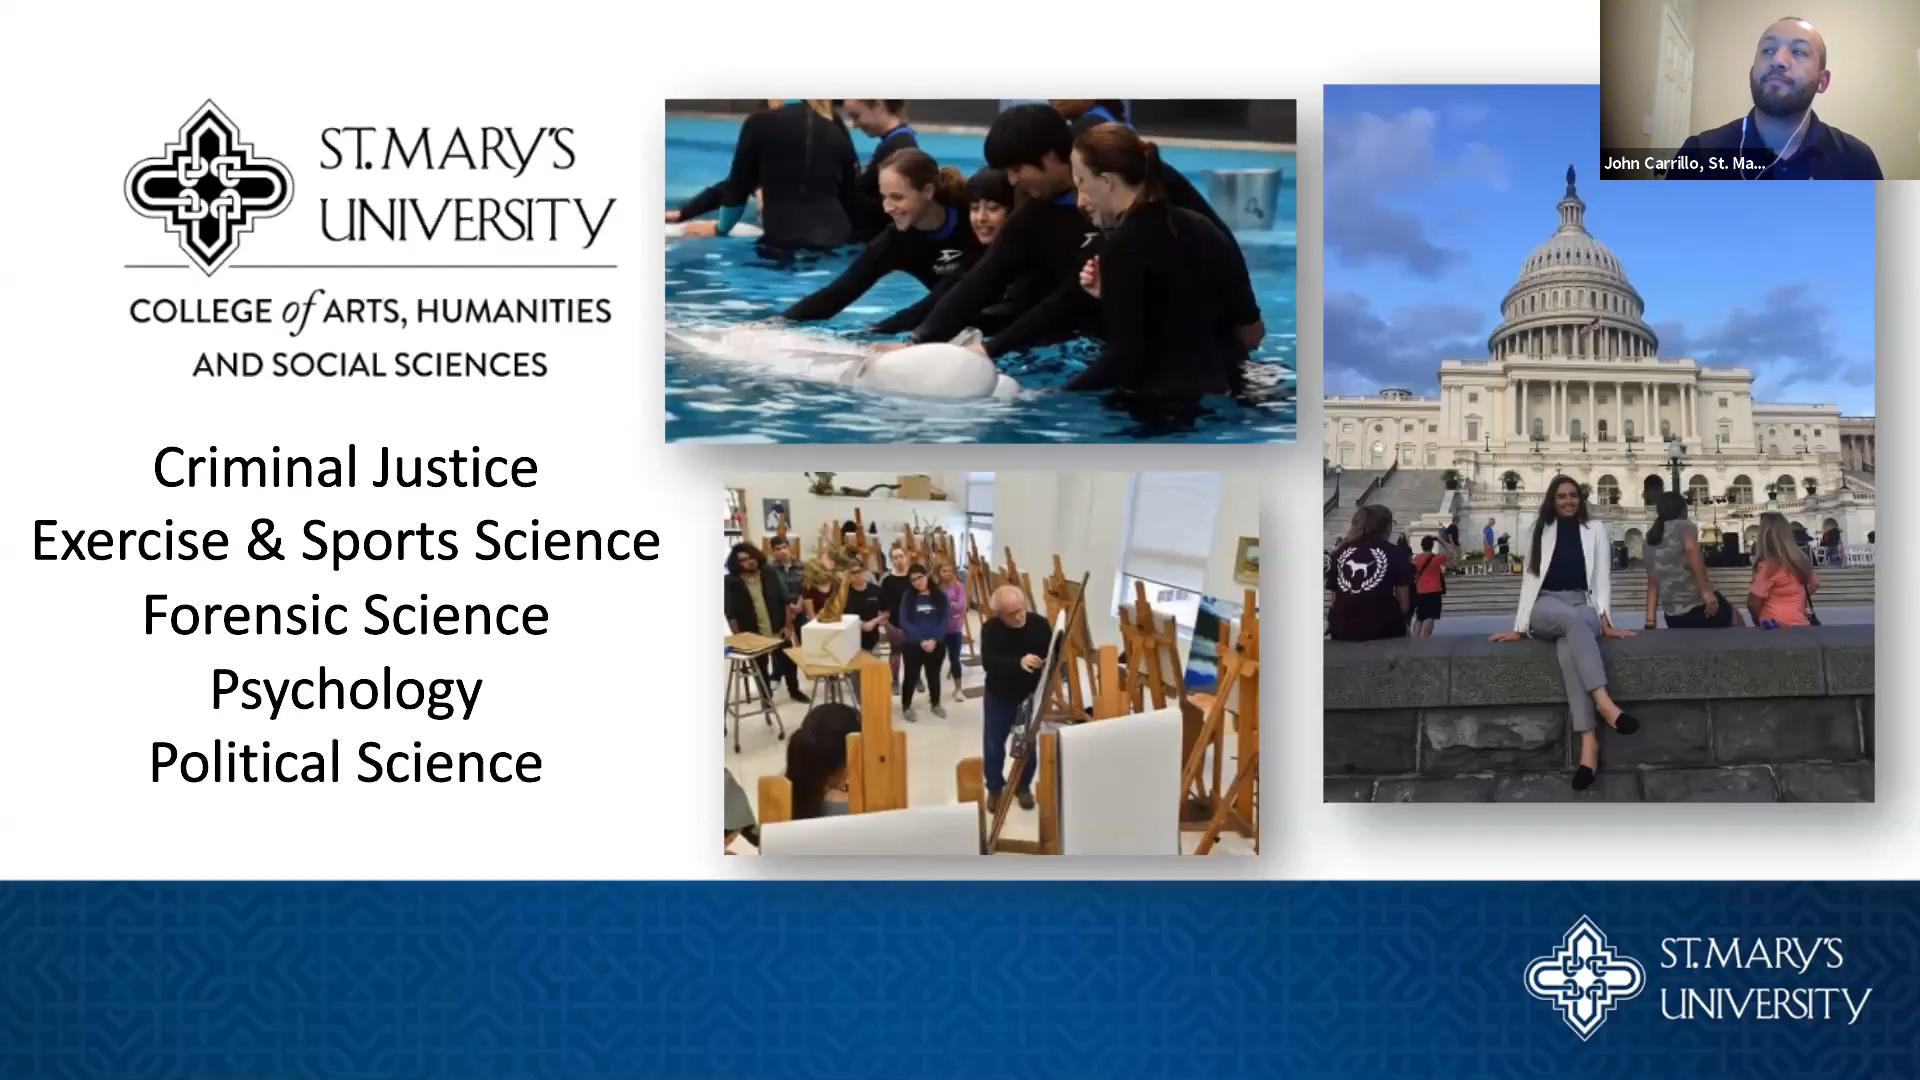 ST. MARY'S
UNIVERSITY
COLLEGE of ARTS, HUMANITIES
AND SOCIAL SCIENCES
Criminal Justice
Exercise & Sports Science
Forensic Science
Psychology
Political Science
John Carrillo, St. Ma...
ST. MARY'S
UNIVERSITY